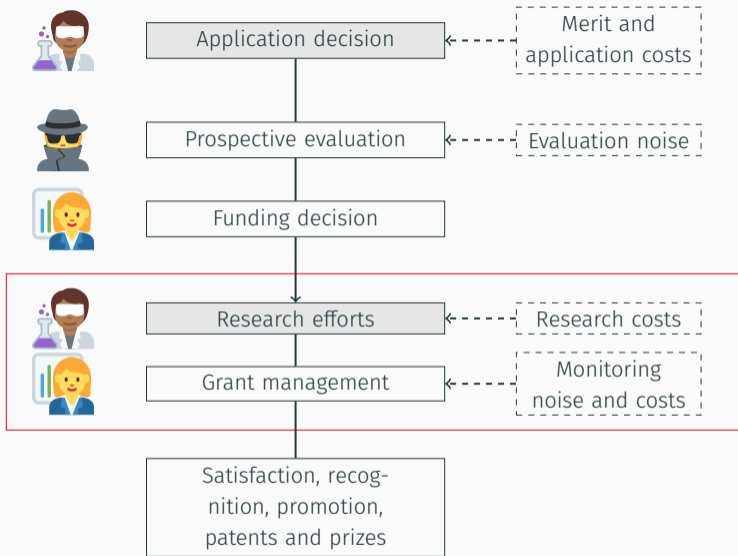 Application decision
Merit and
application costs
Prospective evaluation
Evaluation noise
Funding decision
Research efforts
Research costs
Grant management
Monitoring
noise and costs
Satisfaction, recog-
nition, promotion,
patents and prizes